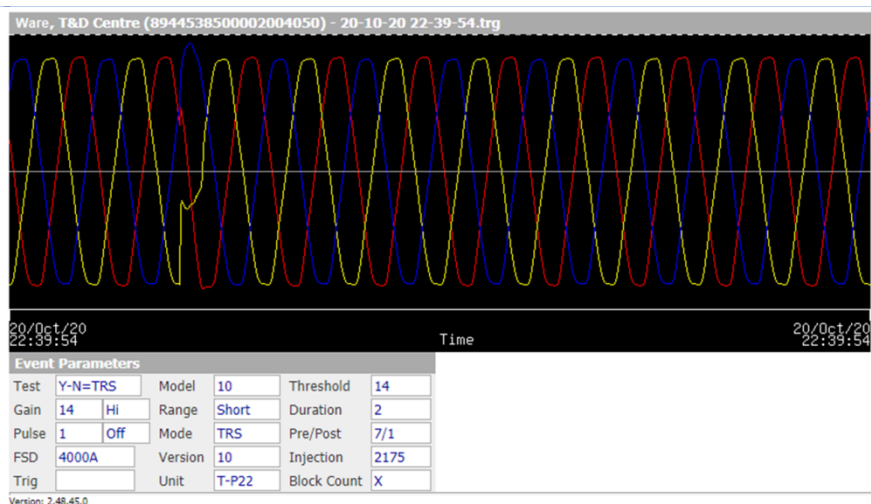 Ware, T&D Centre (8944538500002004050) - 20-10-20 22-39-54.trg
20/Oct/20
22:39:54
Time
20/Oct/20
22:39:54
Event Parameters
Test Y-N=TRS Model 10 Threshold 14
Gain 14 Hi Range Short Duration 2
Pulse 1 Off Mode TRS Pre/Post 7/1
FSD 4000A Version 10 Injection 2175
Trig Unit T-P22 Block Count X
Version: 2.48.45.0